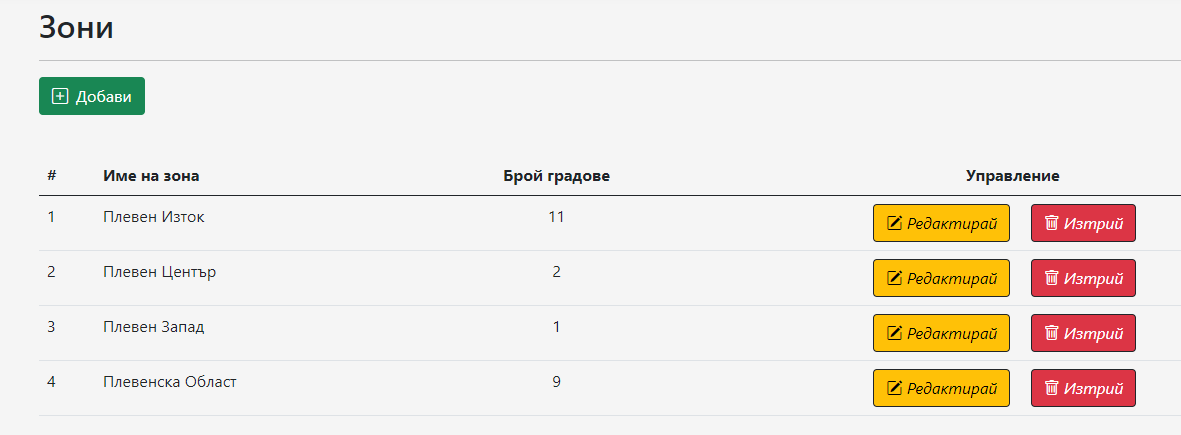 Зони
Добави
# Име на зона Брой градове Управление
1 Плевен Изток 11 Редактирай Изтрий
2 Плевен Център 2 Редактирай Изтрий
3 Плевен Запад 1 Редактирай Изтрий
4 Плевенска Област 9 Редактирай Изтрий